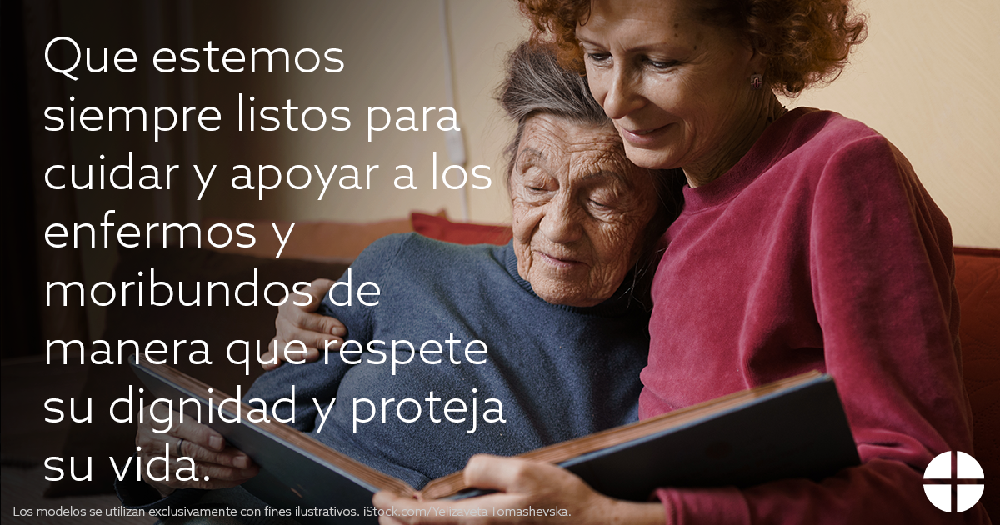 Que estemos
siempre listos para
cuidar y apoyar a los
enfermos y
moribundos de
manera que respete
su dignidad y proteja
su vida.
Los modelos se utilizan exclusivamente con fines ilustrativos. iStock.com/Yelizaveta Tomashevska.